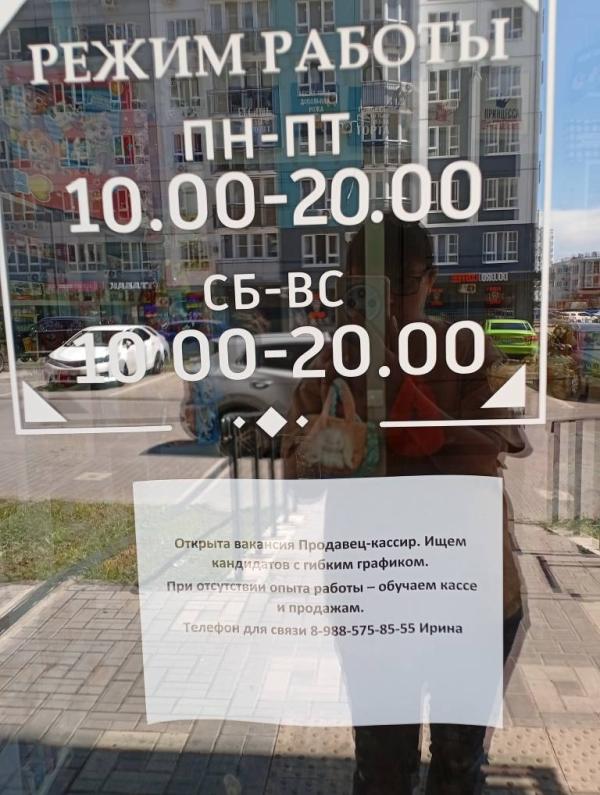 РЕЖИМ РАБОТЫ
ПН-ПТ
10.00-20.00
СБ-ВС
10.00-20.00
Открыта вакансия Продавец-кассир. Ищем
кандидатов с гибким графиком.
При отсутствии опыта работы – обучаем кассе
и продажам.
Телефон для связи 8-988-575-85-55 Ирина